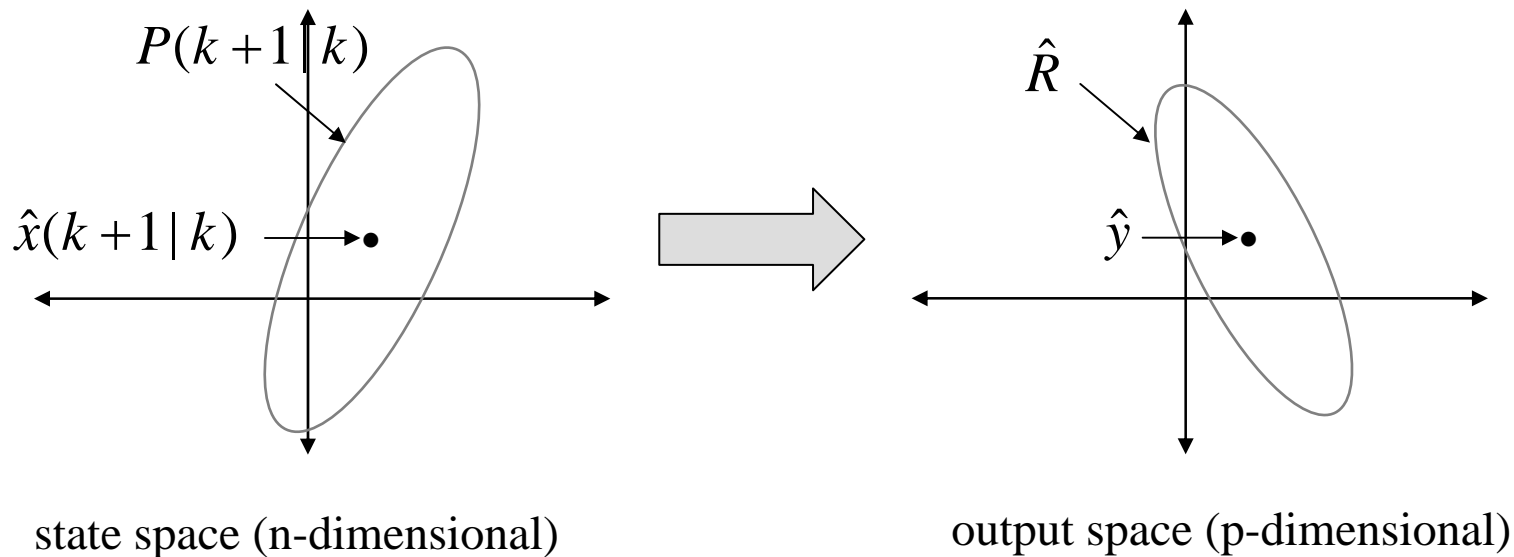 P(k+1|k)
x̂(k+1|k)
R̂
ŷ
state space (n-dimensional)
output space (p-dimensional)